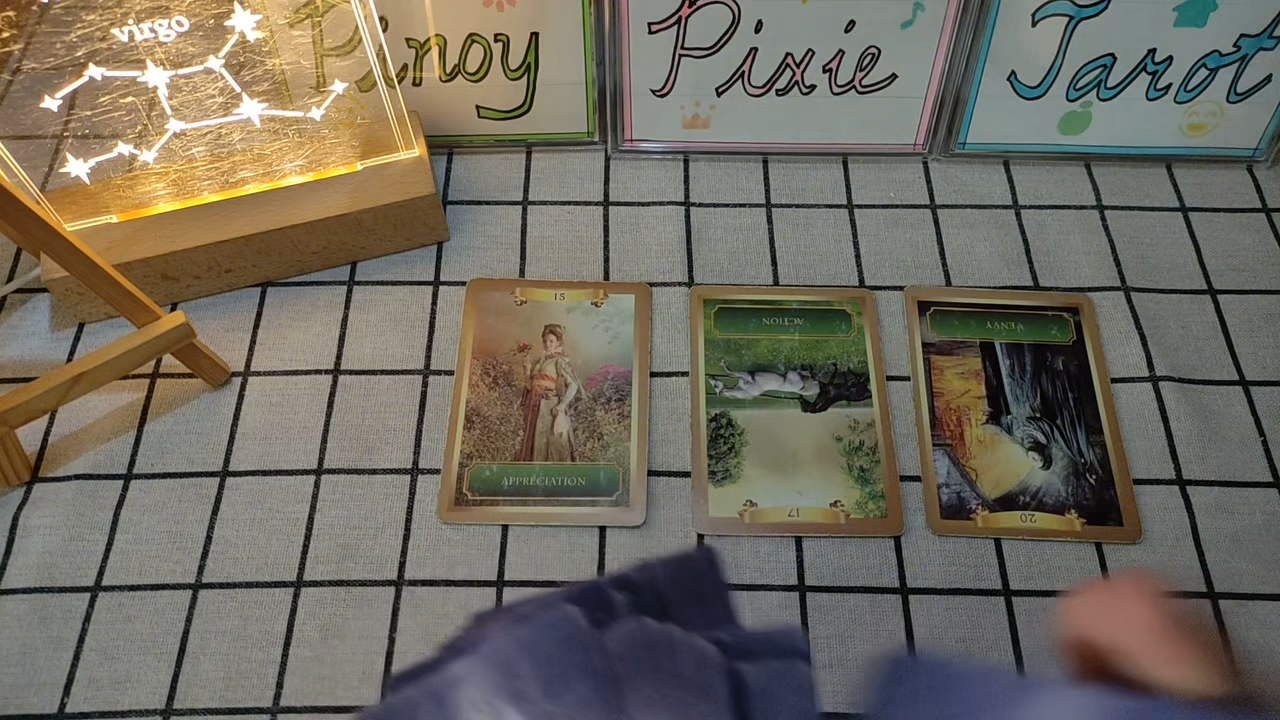 virgo
Pinoy
Pixie
Tarot
15
APPRECIATION
ACTION
17
ENVY
20